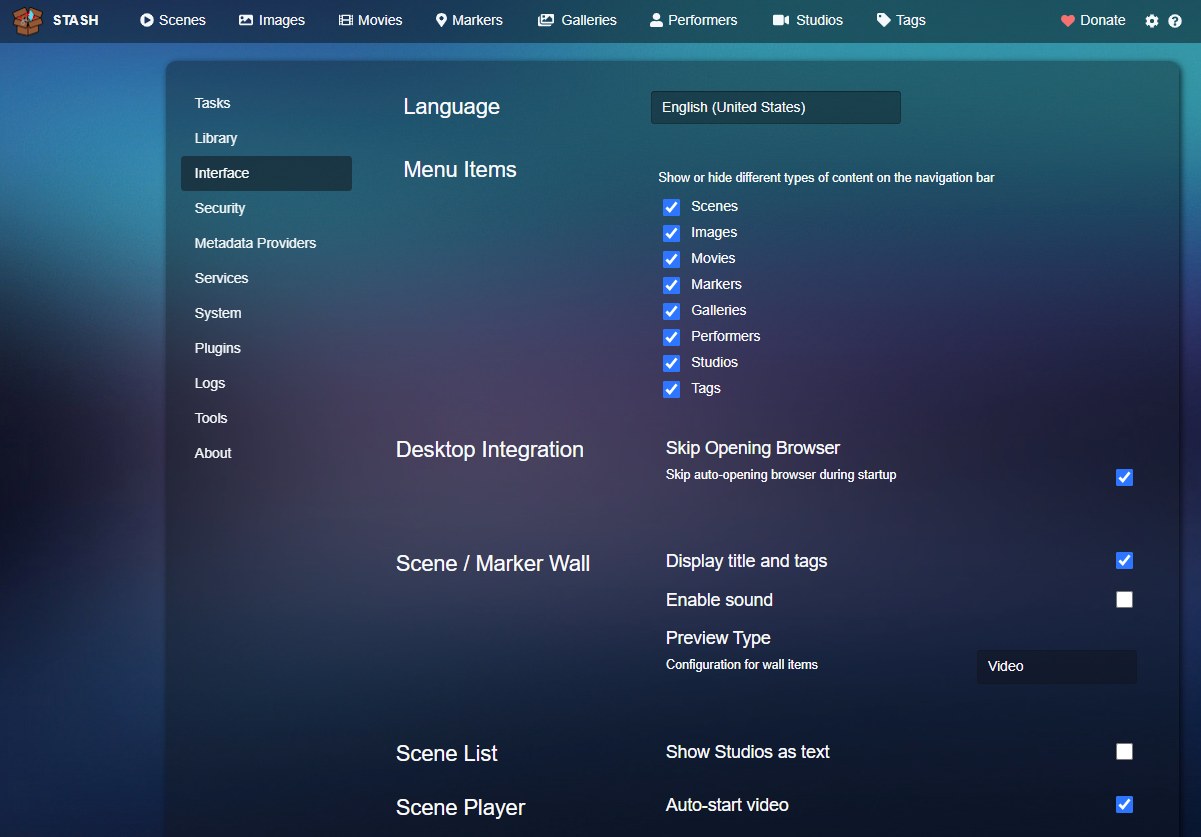 STASH Scenes Images Movies Markers Galleries Performers Studios Tags Donate
Tasks
Library
Interface
Security
Metadata Providers
Services
System
Plugins
Logs
Tools
About
Language
English (United States)
Menu Items
Show or hide different types of content on the navigation bar
Scenes
Images
Movies
Markers
Galleries
Performers
Studios
Tags
Desktop Integration
Skip Opening Browser
Skip auto-opening browser during startup
Scene / Marker Wall
Display title and tags
Enable sound
Preview Type
Configuration for wall items
Video
Scene List
Show Studios as text
Scene Player
Auto-start video